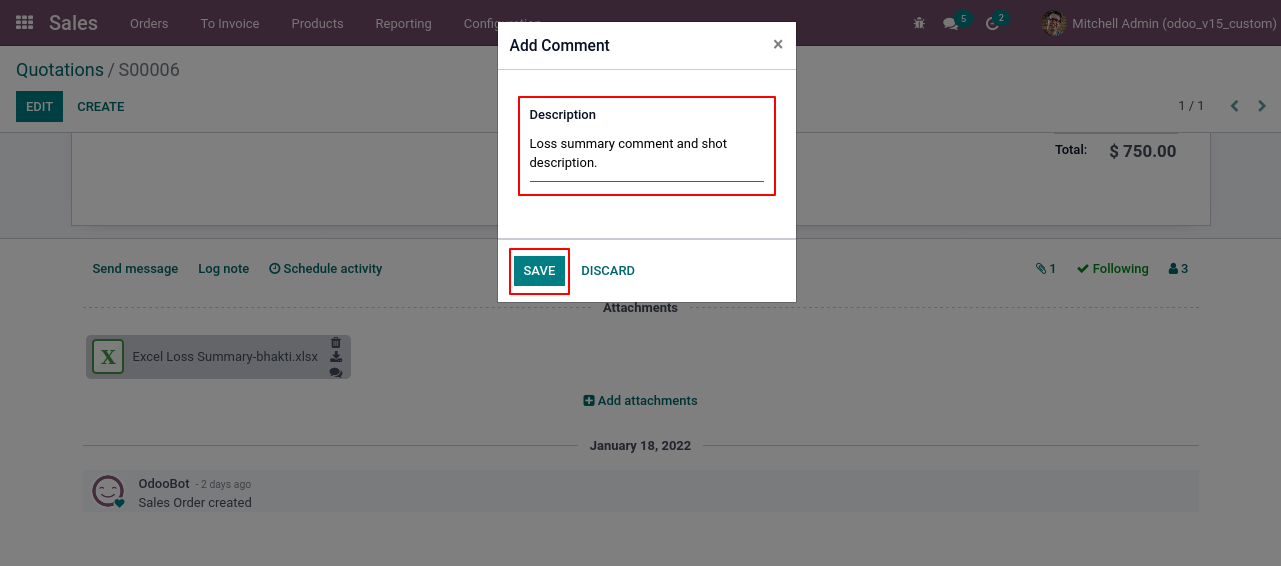 Sales
Orders
To Invoice
Products
Reporting
5
2
Mitchell Admin (odoo_v15_custom)
Quotations / S00006
EDIT
CREATE
1 / 1
Add Comment
×
Description
Loss summary comment and shot
description.
SAVE
DISCARD
Total:
$ 750.00
Send message
Log note
Schedule activity
1
Following
3
Attachments
X
Excel Loss Summary-bhakti.xlsx
Add attachments
January 18, 2022
OdooBot - 2 days ago
Sales Order created